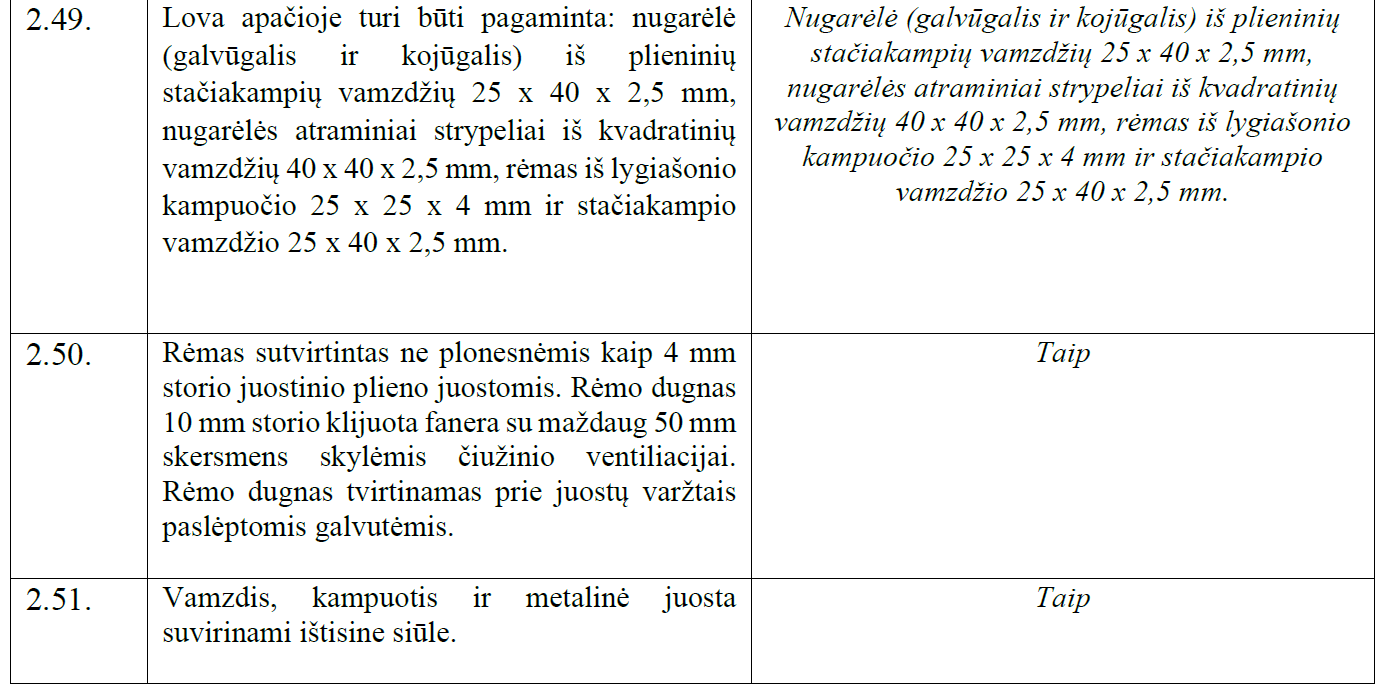 2.49.
Lova apačioje turi būti pagaminta: nugarėlė
(galvūgalis ir kojūgalis) iš plieninių
stačiakampių vamzdžių 25 x 40 x 2,5 mm,
nugarėlės atraminiai strypeliai iš kvadratinių
vamzdžių 40 x 40 x 2,5 mm, rėmas iš lygiašonio
kampuočio 25 x 25 x 4 mm ir stačiakampio
vamzdžio 25 x 40 x 2,5 mm.
Nugarėlė (galvūgalis ir kojūgalis) iš plieninių
stačiakampių vamzdžių 25 x 40 x 2,5 mm,
nugarėlės atraminiai strypeliai iš kvadratinių
vamzdžių 40 x 40 x 2,5 mm, rėmas iš lygiašonio
kampuočio 25 x 25 x 4 mm ir stačiakampio
vamzdžio 25 x 40 x 2,5 mm.
2.50.
Rėmas sutvirtintas ne plonesnėmis kaip 4 mm
storio juostinio plieno juostomis. Rėmo dugnas
10 mm storio klijuota fanera su maždaug 50 mm
skersmens skylėmis čiužinio ventiliacijai.
Rėmo dugnas tvirtinamas prie juostų varžtais
paslėptomis galvutėmis.
Taip
2.51.
Vamzdis, kampuotis ir metalinė juosta
suvirinami ištisine siūle.
Taip